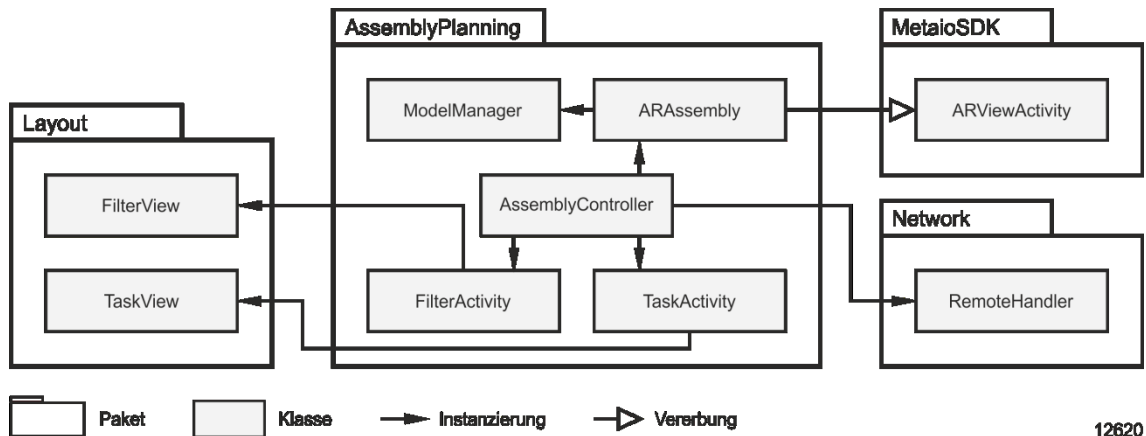 AssemblyPlanning
MetaioSDK
ModelManager
ARAssembly
ARViewActivity
Layout
FilterView
AssemblyController
Network
TaskView
FilterActivity
TaskActivity
RemoteHandler
Paket
Klasse
Instanzierung
Vererbung
12620